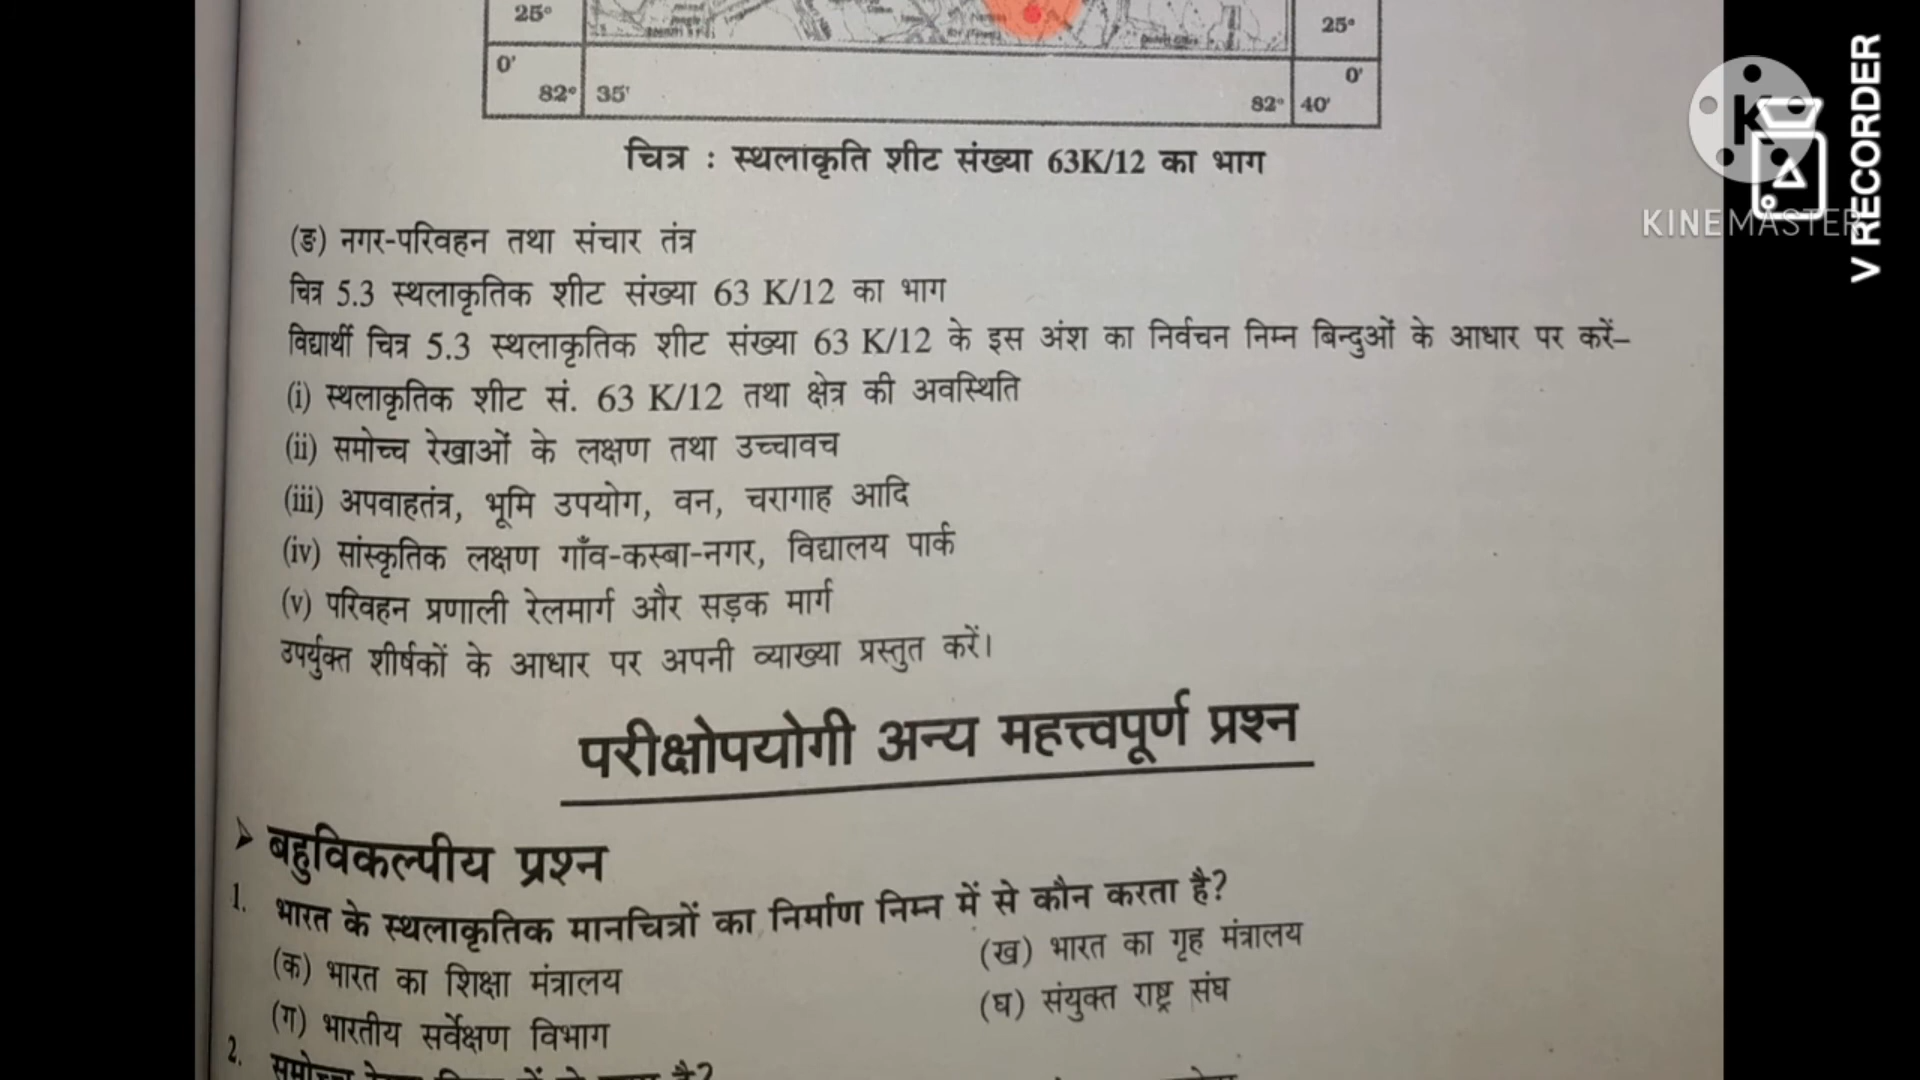 25° 25°
0' 0'
82° 35' 82° 40'
चित्र : स्थलाकृति शीट संख्या 63K/12 का भाग
(ङ) नगर-परिवहन तथा संचार तंत्र
चित्र 5.3 स्थलाकृतिक शीट संख्या 63 K/12 का भाग
विद्यार्थी चित्र 5.3 स्थलाकृतिक शीट संख्या 63 K/12 के इस अंश का निर्वचन निम्न बिन्दुओं के आधार पर करें–
(i) स्थलाकृतिक शीट सं. 63 K/12 तथा क्षेत्र की अवस्थिति
(ii) समोच्च रेखाओं के लक्षण तथा उच्चावच
(iii) अपवाहतंत्र, भूमि उपयोग, वन, चरागाह आदि
(iv) सांस्कृतिक लक्षण गाँव-कस्बा-नगर, विद्यालय पार्क
(v) परिवहन प्रणाली रेलमार्ग और सड़क मार्ग
उपर्युक्त शीर्षकों के आधार पर अपनी व्याख्या प्रस्तुत करें।
परीक्षोपयोगी अन्य महत्त्वपूर्ण प्रश्न
➤ बहुविकल्पीय प्रश्न
1. भारत के स्थलाकृतिक मानचित्रों का निर्माण निम्न में से कौन करता है?
(क) भारत का शिक्षा मंत्रालय (ख) भारत का गृह मंत्रालय
(ग) भारतीय सर्वेक्षण विभाग (घ) संयुक्त राष्ट्र संघ
2. समोच्च है?
K
KINEMASTER
V RECORDER